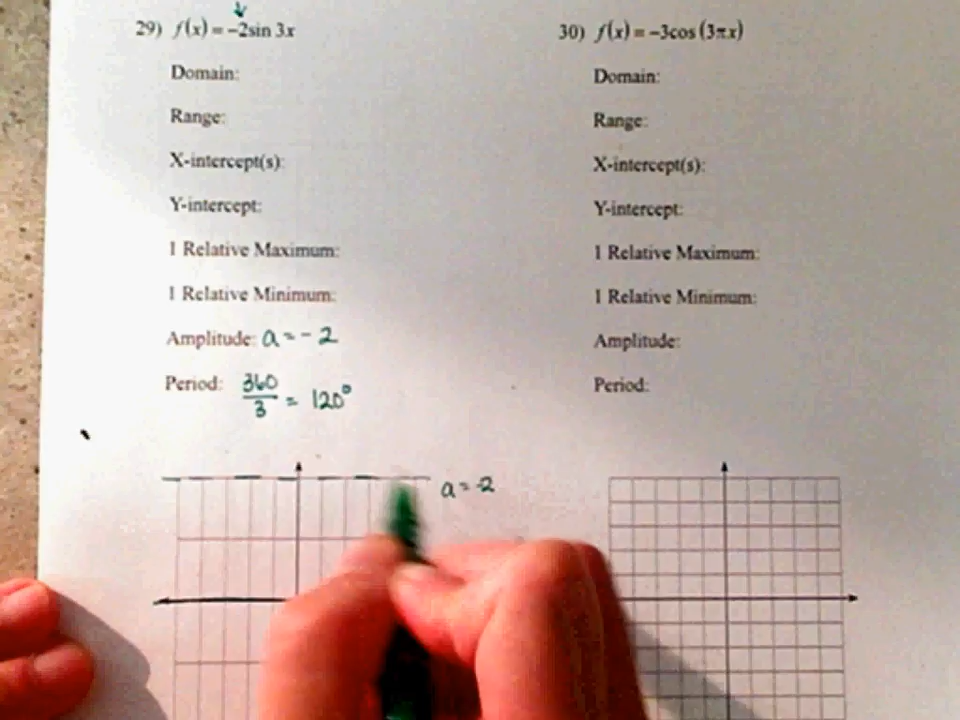 29) f(x) = -2sin 3x
Domain:
Range:
X-intercept(s):
Y-intercept:
1 Relative Maximum:
1 Relative Minimum:
Amplitude: a = -2
Period: 360/3 = 120°
a = -2
30) f(x) = -3cos (3πx)
Domain:
Range:
X-intercept(s):
Y-intercept:
1 Relative Maximum:
1 Relative Minimum:
Amplitude:
Period: